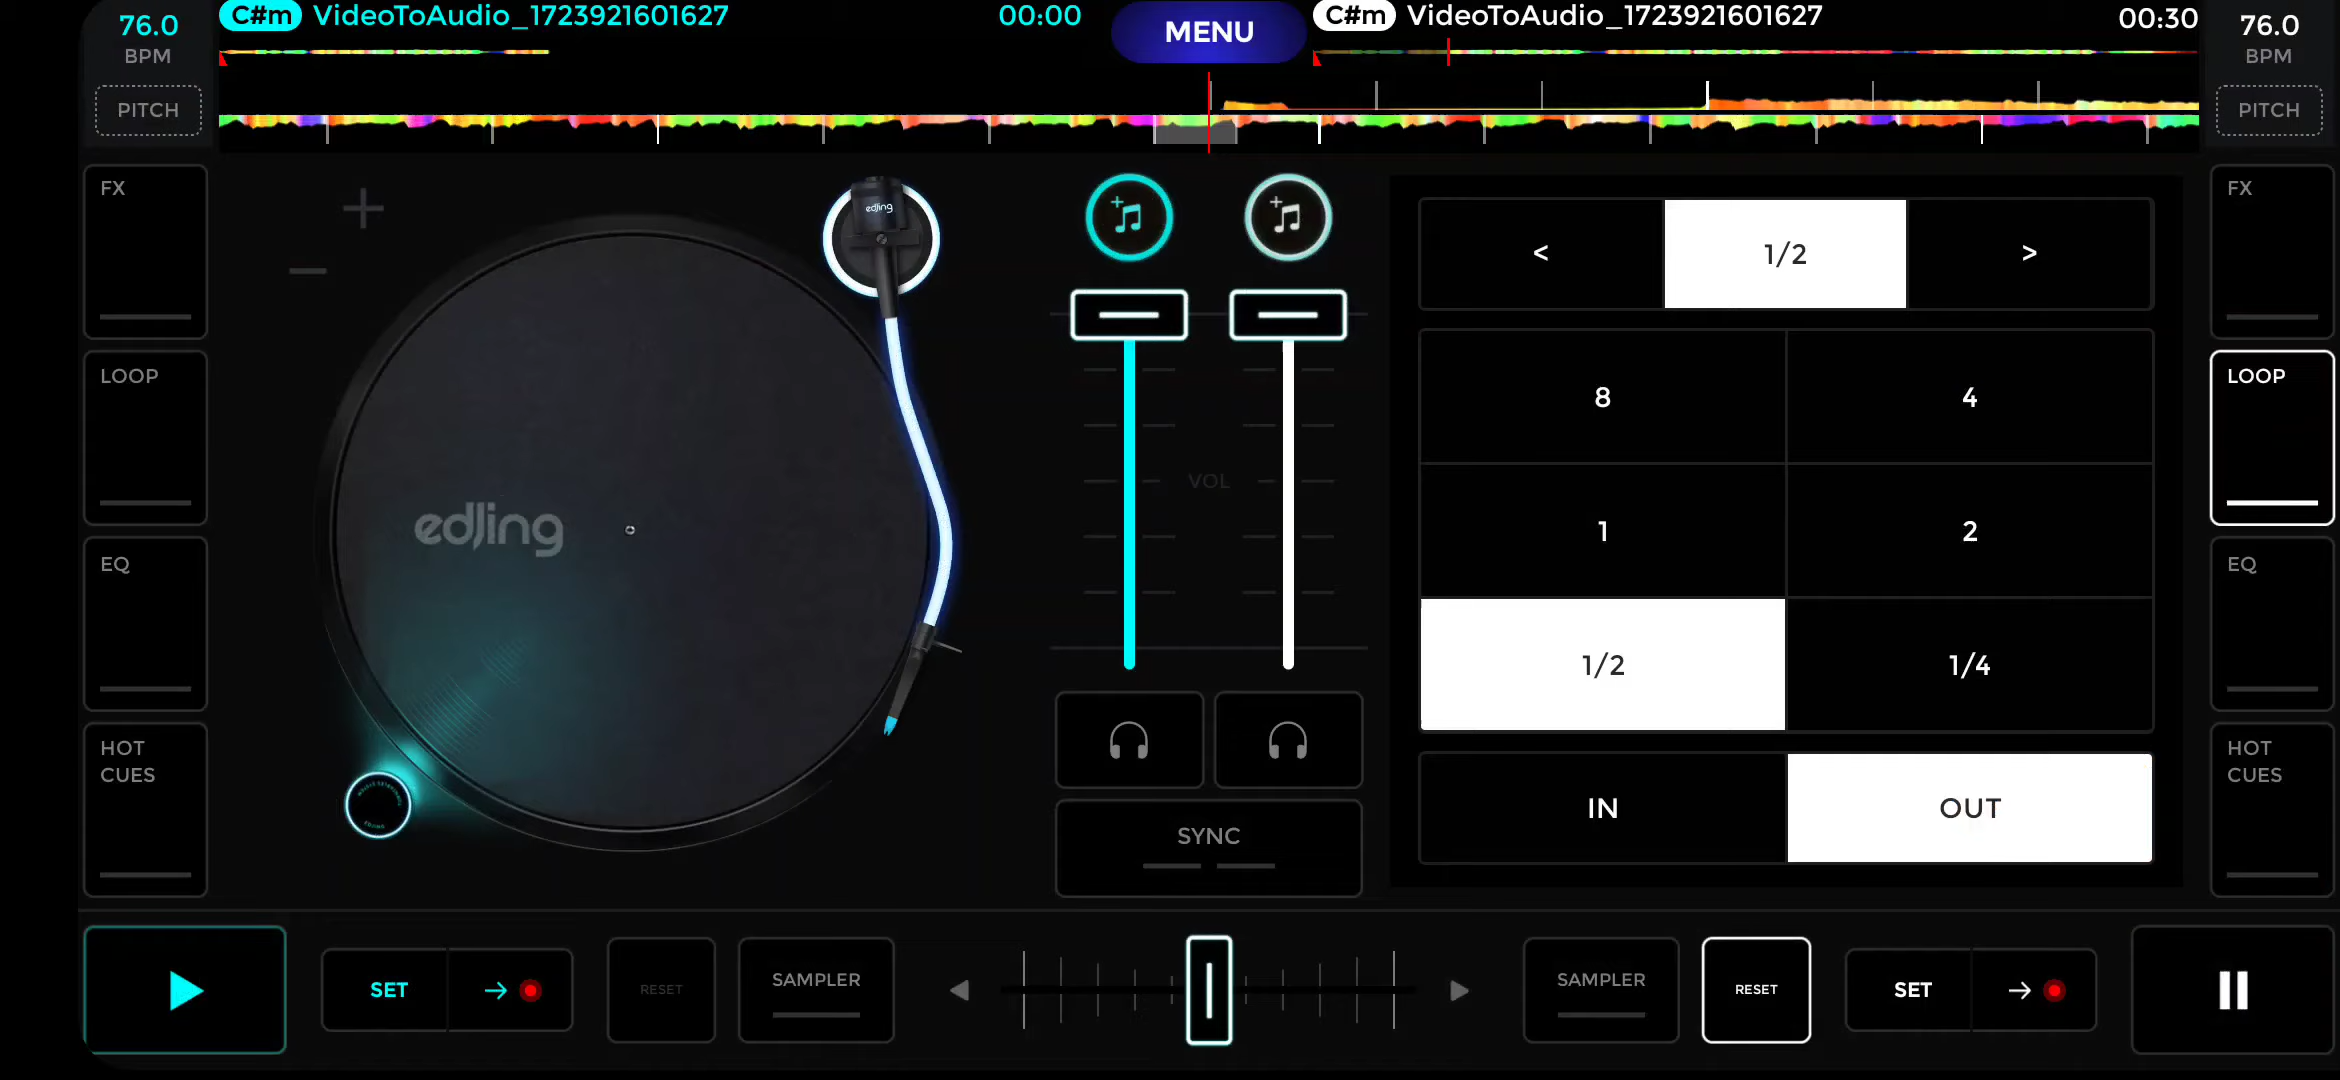 76.0
BPM
PITCH
C#m VideoToAudio_1723921601627 00:00
MENU
C#m VideoToAudio_1723921601627 00:30
76.0
BPM
PITCH
FX
LOOP
EQ
HOT
CUES
edjing
edjing
VOL
SYNC
< 1/2 >
8 4
1 2
1/2 1/4
IN OUT
FX
LOOP
EQ
HOT
CUES
SET
RESET
SAMPLER
SAMPLER
RESET
SET